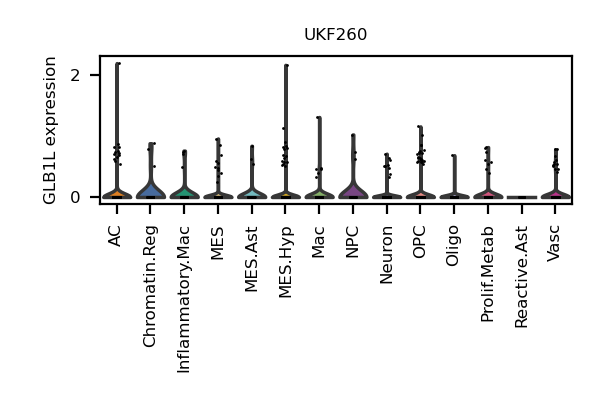 UKF260
GLB1L expression
2
0
AC
Chromatin.Reg
Inflammatory.Mac
MES
MES.Ast
MES.Hyp
Mac
NPC
Neuron
OPC
Oligo
Prolif.Metab
Reactive.Ast
Vasc